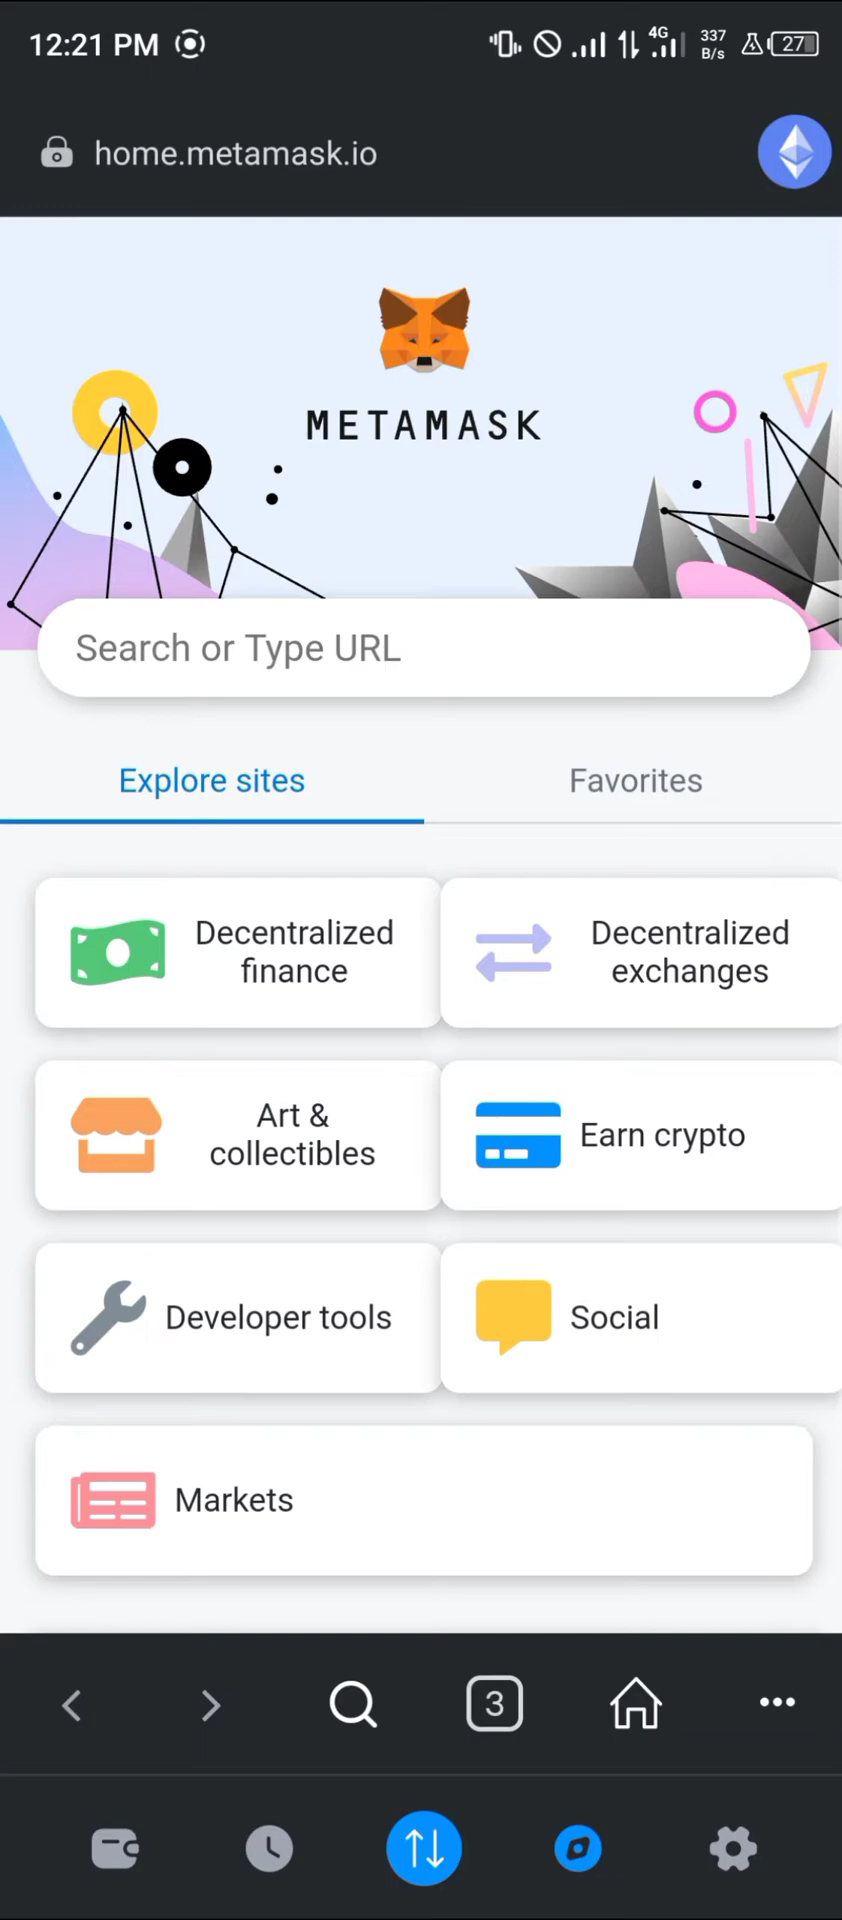 12:21 PM
4G
337
B/s
27
home.metamask.io
METAMASK
Search or Type URL
Explore sites
Favorites
Decentralized
finance
Decentralized
exchanges
Art &
collectibles
Earn crypto
Developer tools
Social
Markets
3